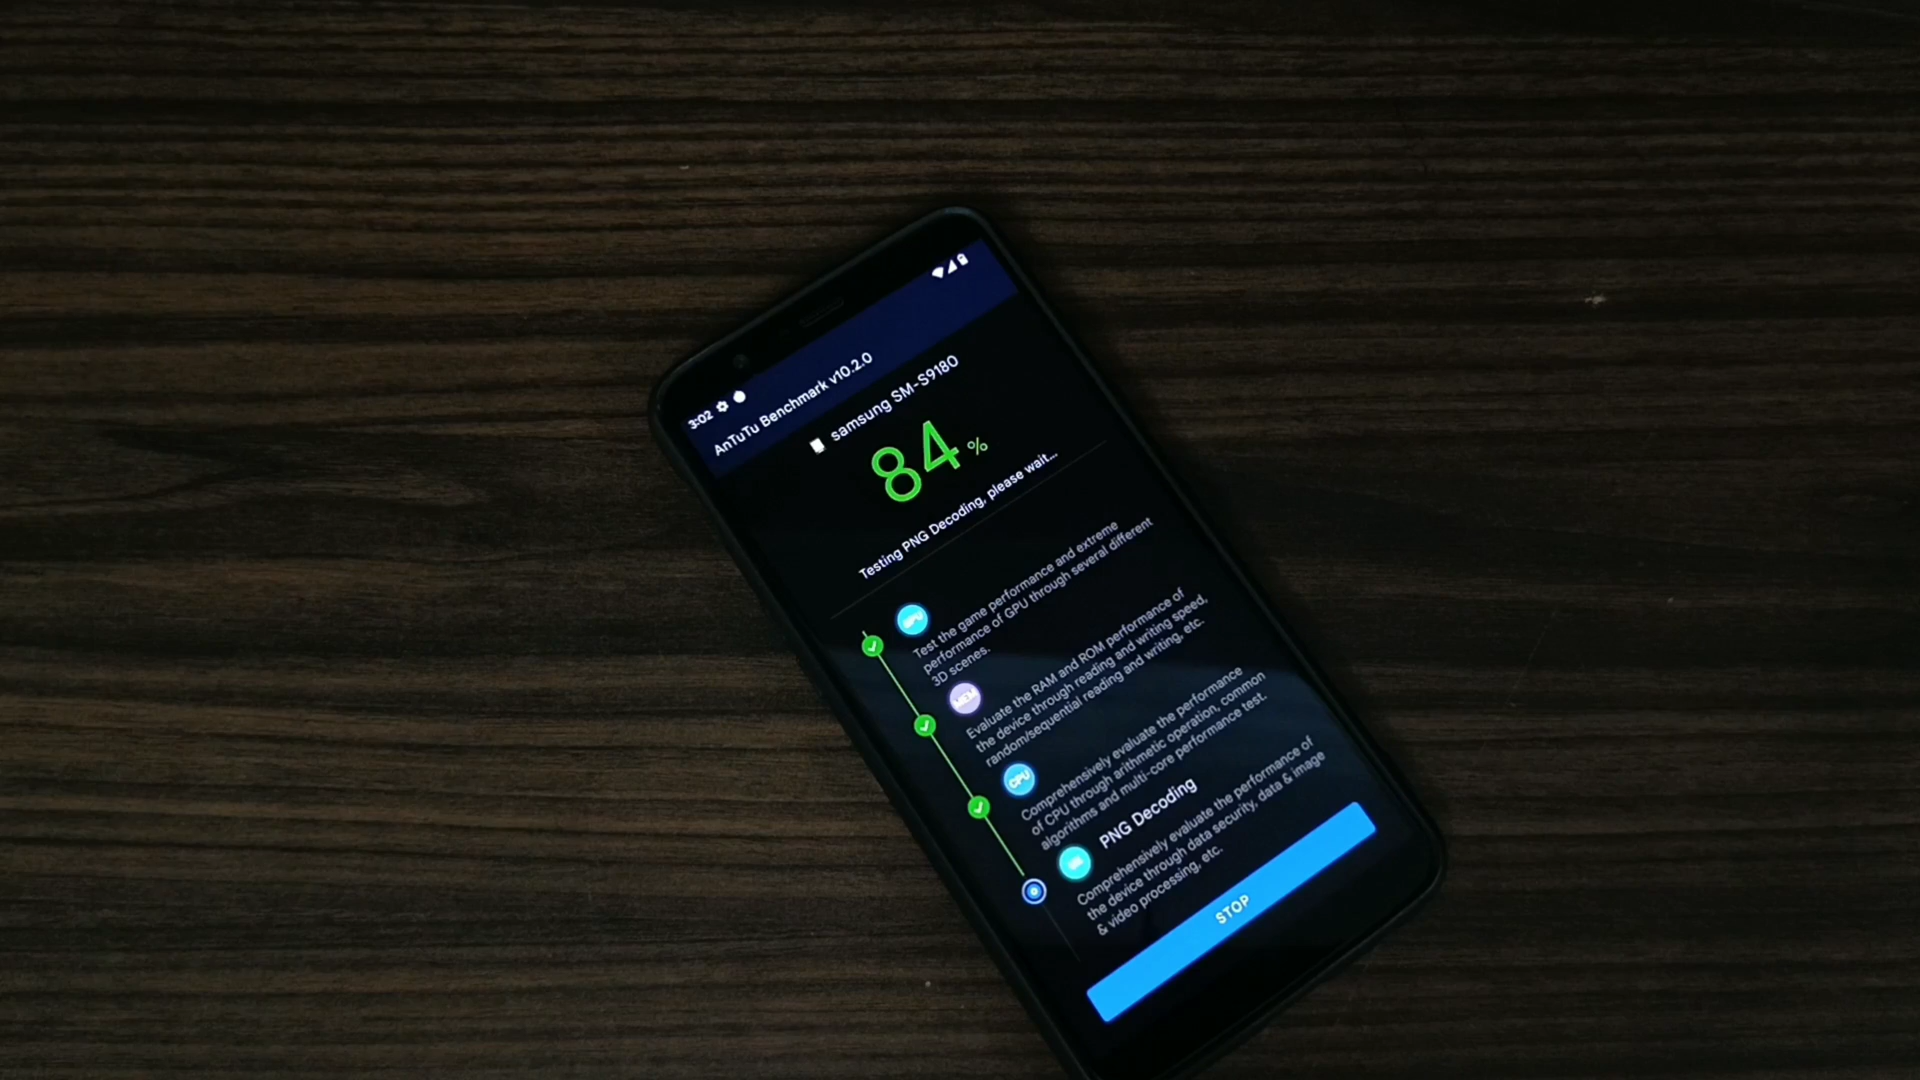 3:02
AnTuTu Benchmark v10.2.0
samsung SM-S9180
84 %
Testing PNG Decoding, please wait...
Test the game performance and extreme
performance of GPU through several different
3D scenes.
MEM
Evaluate the RAM and ROM performance of
the device through reading and writing speed,
random/sequential reading and writing, etc.
CPU
Comprehensively evaluate the performance
of CPU through arithmetic operation, common
algorithms and multi-core performance test.
PNG Decoding
Comprehensively evaluate the performance of
the device through data security, data & image
& video processing, etc.
STOP